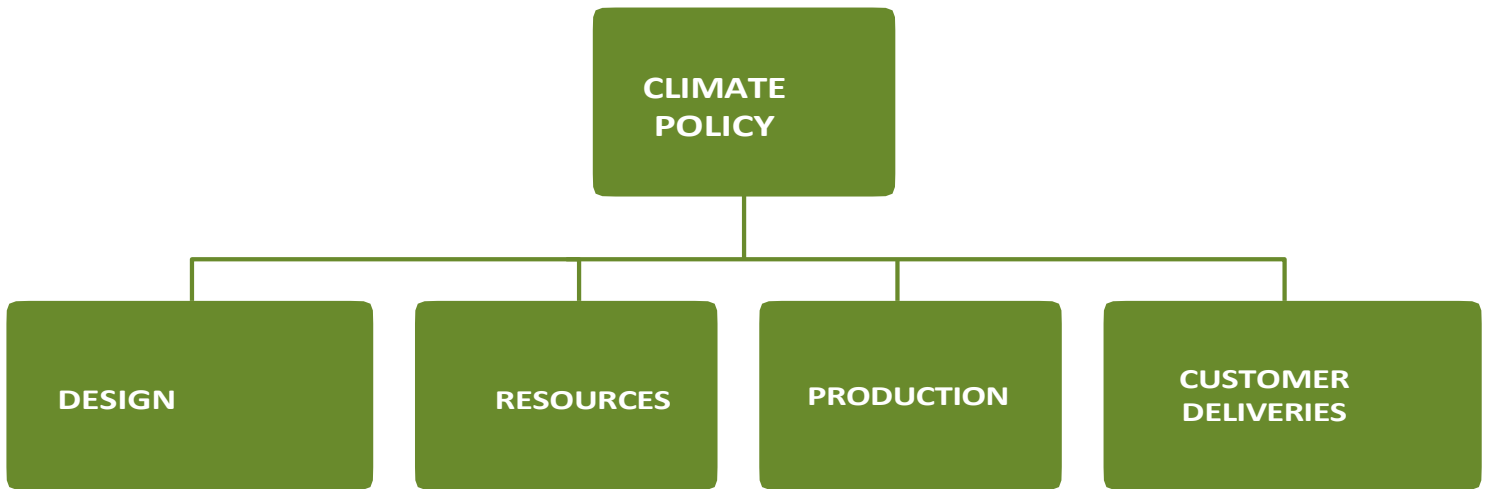 CLIMATE
POLICY
DESIGN
RESOURCES
PRODUCTION
CUSTOMER
DELIVERIES